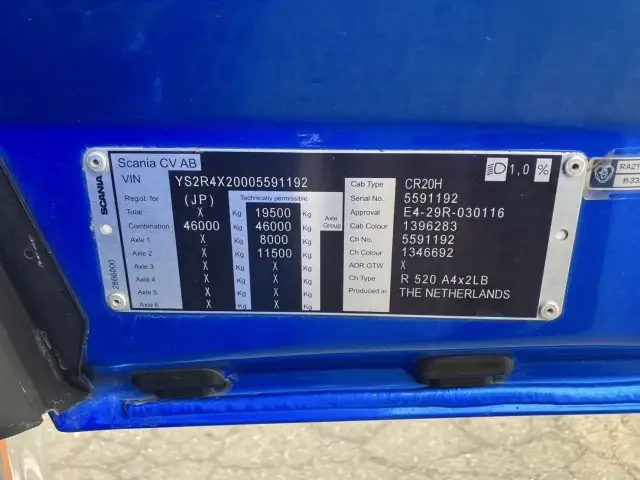 Scania CV AB
1,0 %
VIN YS2R4X20005591192
SCANIA
2866000
Regist. for (JP) Technically permissible
Total X Kg 19500 Kg
Combination 46000 Kg 46000 Kg
Axle Group
Axle 1 X Kg 8000 Kg
Axle 2 X Kg 11500 Kg
Axle 3 X Kg X Kg
Axle 4 X Kg X Kg
Axle 5 X Kg X Kg
Axle 6 X Kg X Kg
Cab Type CR20H
Serial No. 5591192
Approval E4-29R-030116
Cab Colour 1396283
Ch No. 5591192
Ch Colour 1346692
ADR GTW X
Ch Type R 520 A4x2LB
Produced in THE NETHERLANDS
RA21